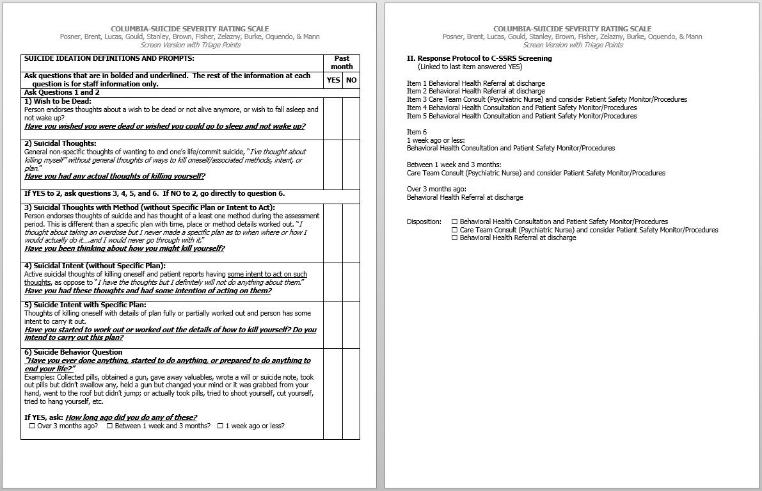 COLUMBIA-SUICIDE SEVERITY RATING SCALE
Posner, Brent, Lucas, Gould, Stanley, Brown, Fisher, Zelazny, Burke, Oquendo, & Mann
Screen Version with Triage Points
SUICIDE IDEATION DEFINITIONS AND PROMPTS:
Past month
Ask questions that are in bolded and underlined. The rest of the information at each
question is for staff information only.
YES NO
Ask Questions 1 and 2
1) Wish to be Dead:
Person endorses thoughts about a wish to be dead or not alive anymore, or wish to fall asleep and
not wake up?
Have you wished you were dead or wished you could go to sleep and not wake up?
2) Suicidal Thoughts:
General non-specific thoughts of wanting to end one's life/commit suicide, "I've thought about
killing myself" without general thoughts of ways to kill oneself/associated methods, intent, or
plan."
Have you had any actual thoughts of killing yourself?
If YES to 2, ask questions 3, 4, 5, and 6. If NO to 2, go directly to question 6.
3) Suicidal Thoughts with Method (without Specific Plan or Intent to Act):
Person endorses thoughts of suicide and has thought of a least one method during the assessment
period. This is different than a specific plan with time, place or method details worked out. "I
thought about taking an overdose but I never made a specific plan as to when where or how I
would actually do it...and I would never go through with it."
Have you been thinking about how you might kill yourself?
4) Suicidal Intent (without Specific Plan):
Active suicidal thoughts of killing oneself and patient reports having some intent to act on such
thoughts, as oppose to "I have the thoughts but I definitely will not do anything about them."
Have you had these thoughts and had some intention of acting on them?
5) Suicide Intent with Specific Plan:
Thoughts of killing oneself with details of plan fully or partially worked out and person has some
intent to carry it out.
Have you started to work out or worked out the details of how to kill yourself? Do you
intend to carry out this plan?
6) Suicide Behavior Question
"Have you ever done anything, started to do anything, or prepared to do anything to
end your life?"
Examples: Collected pills, obtained a gun, gave away valuables, wrote a will or suicide note, took
out pills but didn't swallow any, held a gun but changed your mind or it was grabbed from your
hand, went to the roof but didn't jump; or actually took pills, tried to shoot yourself, cut yourself,
tried to hang yourself, etc.
If YES, ask: How long ago did you do any of these?
☐ Over 3 months ago? ☐ Between 1 week and 3 months? ☐ 1 week ago or less?
COLUMBIA-SUICIDE SEVERITY RATING SCALE
Posner, Brent, Lucas, Gould, Stanley, Brown, Fisher, Zelazny, Burke, Oquendo, & Mann
Screen Version with Triage Points
II. Response Protocol to C-SSRS Screening
(Linked to last item answered YES)
Item 1 Behavioral Health Referral at discharge
Item 2 Behavioral Health Referral at discharge
Item 3 Care Team Consult (Psychiatric Nurse) and consider Patient Safety Monitor/Procedures
Item 4 Behavioral Health Consultation and Patient Safety Monitor/Procedures
Item 5 Behavioral Health Consultation and Patient Safety Monitor/Procedures
Item 6
1 week ago or less:
Behavioral Health Consultation and Patient Safety Monitor/Procedures
Between 1 week and 3 months:
Care Team Consult (Psychiatric Nurse) and consider Patient Safety Monitor/Procedures
Over 3 months ago:
Behavioral Health Referral at discharge
Disposition: ☐ Behavioral Health Consultation and Patient Safety Monitor/Procedures
☐ Care Team Consult (Psychiatric Nurse) and consider Patient Safety Monitor/Procedures
☐ Behavioral Health Referral at discharge